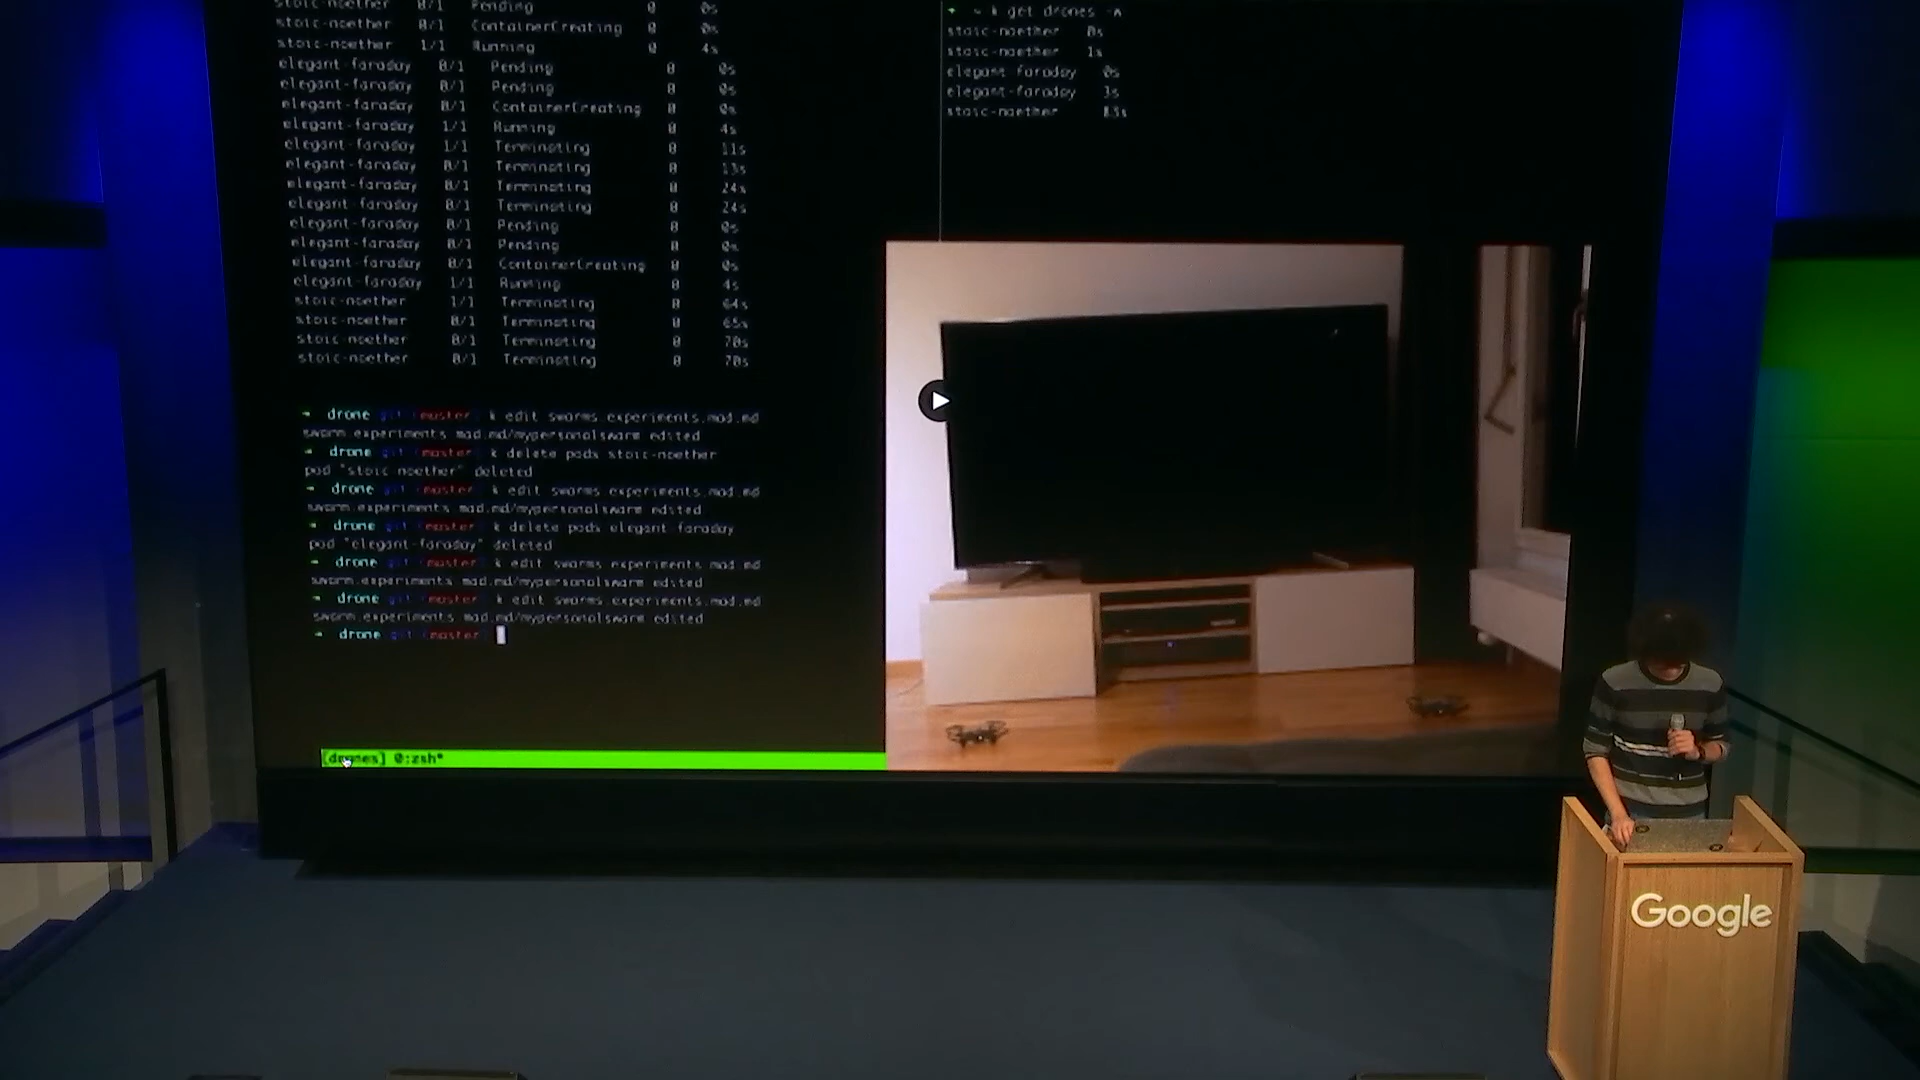 stoic-noether 0/1 Pending 0 0s
stoic-noether 0/1 ContainerCreating 0 0s
stoic-noether 1/1 Running 0 4s
elegant-faraday 0/1 Pending 0 0s
elegant-faraday 0/1 Pending 0 0s
elegant-faraday 0/1 ContainerCreating 0 0s
elegant-faraday 1/1 Running 0 4s
elegant-faraday 1/1 Terminating 0 11s
elegant-faraday 0/1 Terminating 0 13s
elegant-faraday 0/1 Terminating 0 24s
elegant-faraday 0/1 Terminating 0 24s
elegant-faraday 0/1 Pending 0 0s
elegant-faraday 0/1 Pending 0 0s
elegant-faraday 0/1 ContainerCreating 0 0s
elegant-faraday 1/1 Running 0 4s
stoic-noether 1/1 Terminating 0 64s
stoic-noether 0/1 Terminating 0 65s
stoic-noether 0/1 Terminating 0 70s
stoic-noether 0/1 Terminating 0 70s
➜ ~ k get drones -w
stoic-noether 0s
stoic-noether 1s
elegant-faraday 0s
elegant-faraday 3s
stoic-noether 83s
➜ drone git:(master) k edit swarms.experiments.mad.md
swarm.experiments.mad.md/mypersonalswarm edited
➜ drone git:(master) k delete pods stoic-noether
pod "stoic-noether" deleted
➜ drone git:(master) k edit swarms.experiments.mad.md
swarm.experiments.mad.md/mypersonalswarm edited
➜ drone git:(master) k delete pods elegant-faraday
pod "elegant-faraday" deleted
➜ drone git:(master) k edit swarms.experiments.mad.md
swarm.experiments.mad.md/mypersonalswarm edited
➜ drone git:(master) k edit swarms.experiments.mad.md
swarm.experiments.mad.md/mypersonalswarm edited
➜ drone git:(master)
[drones] 0:zsh*
Google